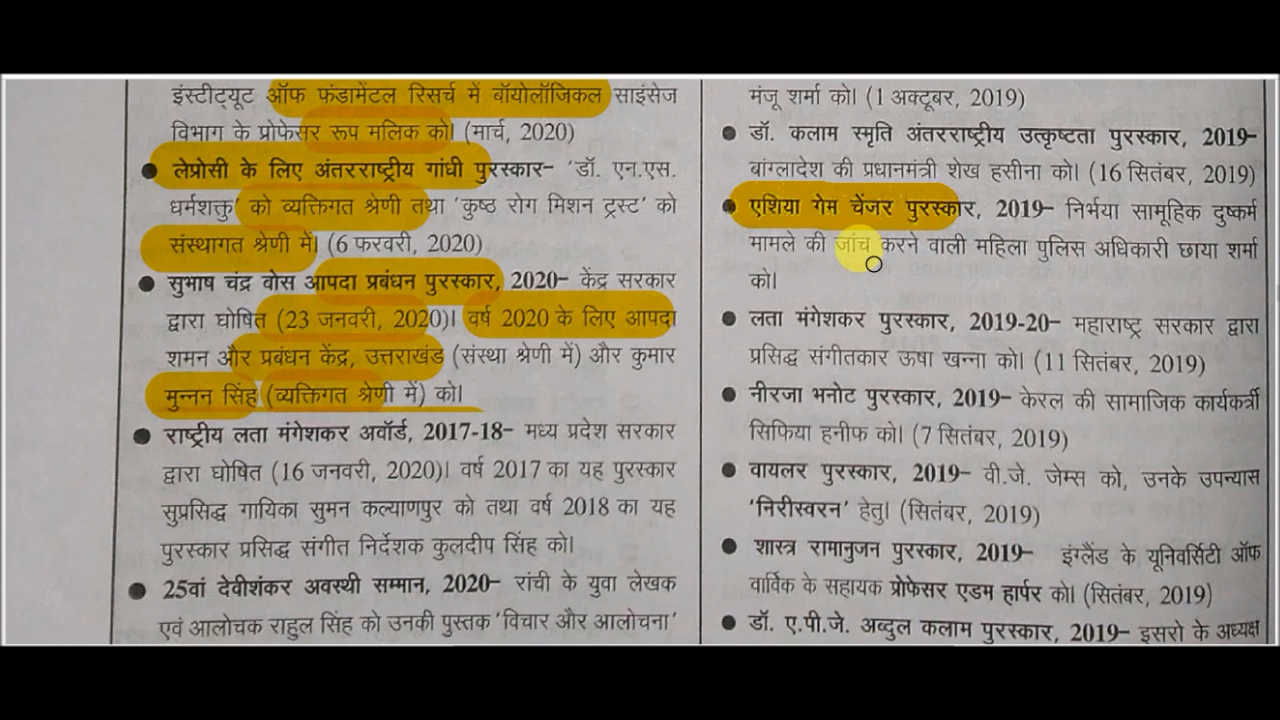 इंस्टीट्यूट ऑफ फंडामेंटल रिसर्च में बॉयोलॉजिकल साइंसेज
विभाग के प्रोफेसर रूप मलिक को। (मार्च, 2020)
● लेप्रोसी के लिए अंतरराष्ट्रीय गांधी पुरस्कार– ‘डॉ. एन.एस.
धर्मशक्तु’ को व्यक्तिगत श्रेणी तथा ‘कुष्ठ रोग मिशन ट्रस्ट’ को
संस्थागत श्रेणी में। (6 फरवरी, 2020)
● सुभाष चंद्र वोस आपदा प्रबंधन पुरस्कार, 2020– केंद्र सरकार
द्वारा घोषित (23 जनवरी, 2020)। वर्ष 2020 के लिए आपदा
शमन और प्रबंधन केंद्र, उत्तराखंड (संस्था श्रेणी में) और कुमार
मुन्नन सिंह (व्यक्तिगत श्रेणी में) को।
● राष्ट्रीय लता मंगेशकर अवॉर्ड, 2017-18– मध्य प्रदेश सरकार
द्वारा घोषित (16 जनवरी, 2020)। वर्ष 2017 का यह पुरस्कार
सुप्रसिद्ध गायिका सुमन कल्याणपुर को तथा वर्ष 2018 का यह
पुरस्कार प्रसिद्ध संगीत निर्देशक कुलदीप सिंह को।
● 25वां देवीशंकर अवस्थी सम्मान, 2020– रांची के युवा लेखक
एवं आलोचक राहुल सिंह को उनकी पुस्तक ‘विचार और आलोचना’
मंजू शर्मा को। (1 अक्टूबर, 2019)
● डॉ. कलाम स्मृति अंतरराष्ट्रीय उत्कृष्टता पुरस्कार, 2019–
बांग्लादेश की प्रधानमंत्री शेख हसीना को। (16 सितंबर, 2019)
● एशिया गेम चेंजर पुरस्कार, 2019– निर्भया सामूहिक दुष्कर्म
मामले की जांच करने वाली महिला पुलिस अधिकारी छाया शर्मा
को।
● लता मंगेशकर पुरस्कार, 2019-20– महाराष्ट्र सरकार द्वारा
प्रसिद्ध संगीतकार ऊषा खन्ना को। (11 सितंबर, 2019)
● नीरजा भनोट पुरस्कार, 2019– केरल की सामाजिक कार्यकर्त्री
सिफिया हनीफ को। (7 सितंबर, 2019)
● वायलर पुरस्कार, 2019– वी.जे. जेम्स को, उनके उपन्यास
‘निरीस्वरन’ हेतु। (सितंबर, 2019)
● शास्त्र रामानुजन पुरस्कार, 2019– इंग्लैंड के यूनिवर्सिटी ऑफ
वार्विक के सहायक प्रोफेसर एडम हार्पर को। (सितंबर, 2019)
● डॉ. ए.पी.जे. अब्दुल कलाम पुरस्कार, 2019– इसरो के अध्यक्ष